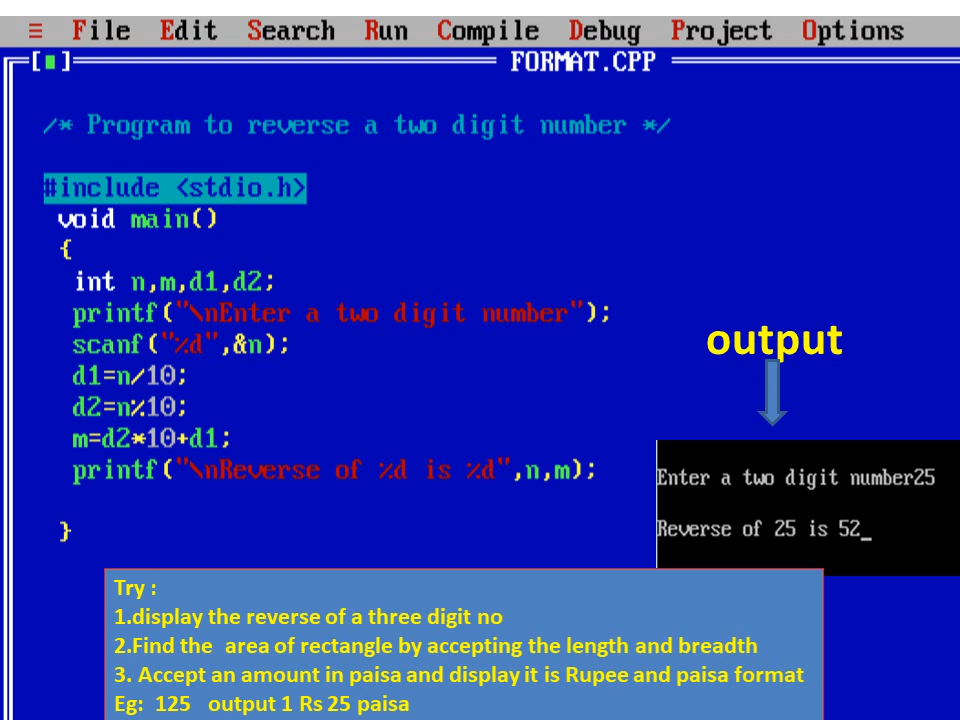 ≡ File Edit Search Run Compile Debug Project Options
[■] FORMAT.CPP
/* Program to reverse a two digit number */
#include <stdio.h>
void main()
{
int n,m,d1,d2;
printf("\nEnter a two digit number");
scanf("%d",&n);
d1=n/10;
d2=n%10;
m=d2*10+d1;
printf("\nReverse of %d is %d",n,m);
}
output
Enter a two digit number25
Reverse of 25 is 52_
Try :
1.display the reverse of a three digit no
2.Find the area of rectangle by accepting the length and breadth
3. Accept an amount in paisa and display it is Rupee and paisa format
Eg: 125 output 1 Rs 25 paisa